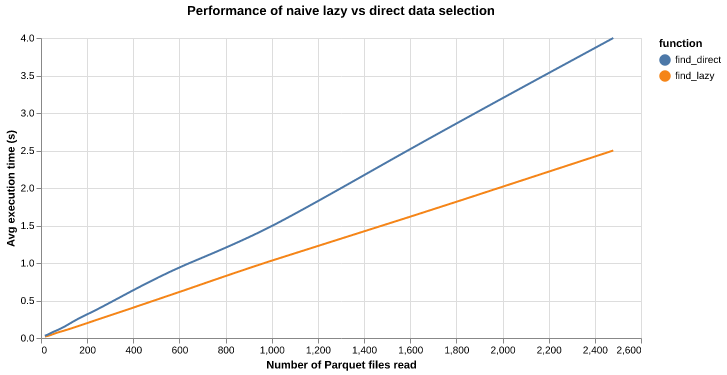 Performance of naive lazy vs direct data selection
function
find_direct
find_lazy
Avg execution time (s)
4.0
3.5
3.0
2.5
2.0
1.5
1.0
0.5
0.0
0 200 400 600 800 1,000 1,200 1,400 1,600 1,800 2,000 2,200 2,400 2,600
Number of Parquet files read